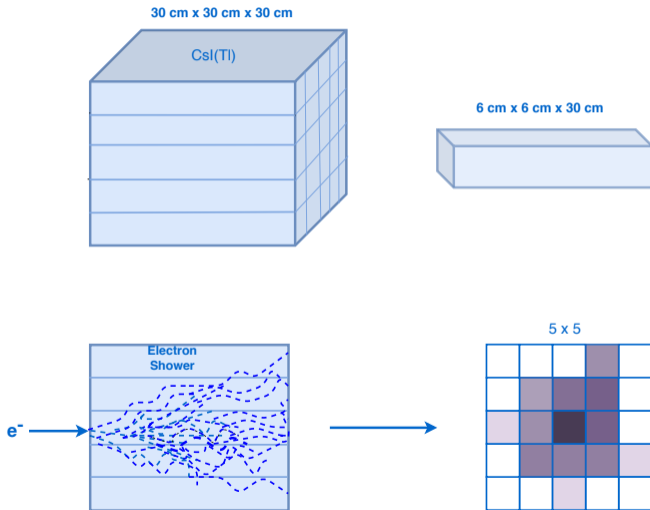 30 cm x 30 cm x 30 cm
CsI(Tl)
6 cm x 6 cm x 30 cm
Electron
Shower
5 x 5
e-